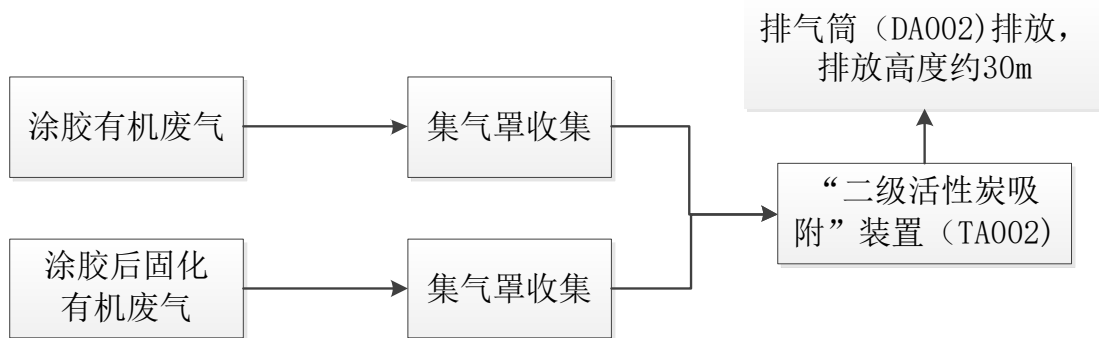 排气筒（DA002)排放，
排放高度约30m
涂胶有机废气
集气罩收集
“二级活性炭吸
附”装置（TA002)
涂胶后固化
有机废气
集气罩收集